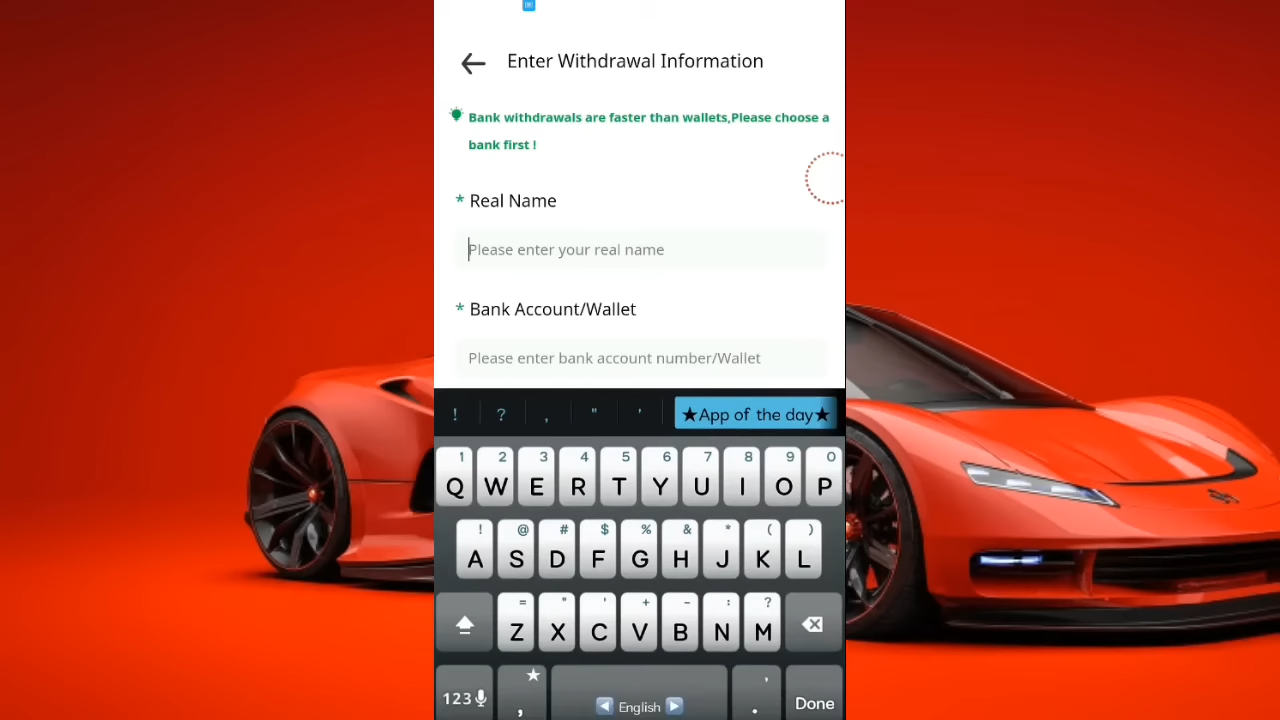 Enter Withdrawal Information
Bank withdrawals are faster than wallets,Please choose a
bank first !
* Real Name
Please enter your real name
* Bank Account/Wallet
Please enter bank account number/Wallet
! ? , " ' ★App of the day★
1 2 3 4 5 6 7 8 9 0
Q W E R T Y U I O P
! @ # $ % & * ( )
A S D F G H J K L
= " ' + - : ?
Z X C V B N M
123 , English . ' Done